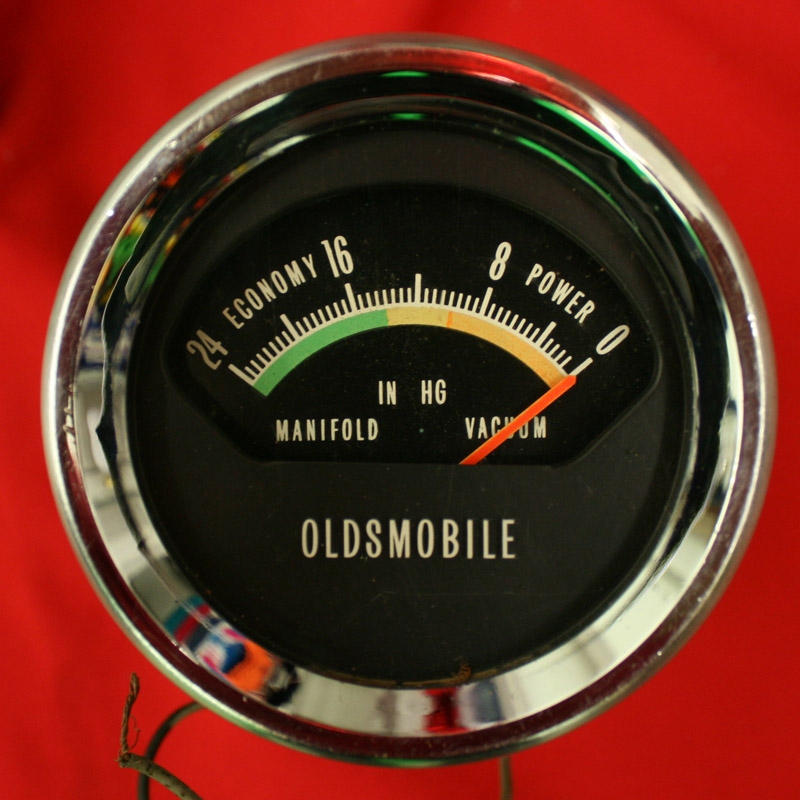 24 ECONOMY 16 8 POWER 0
IN HG
MANIFOLD VACUUM
OLDSMOBILE